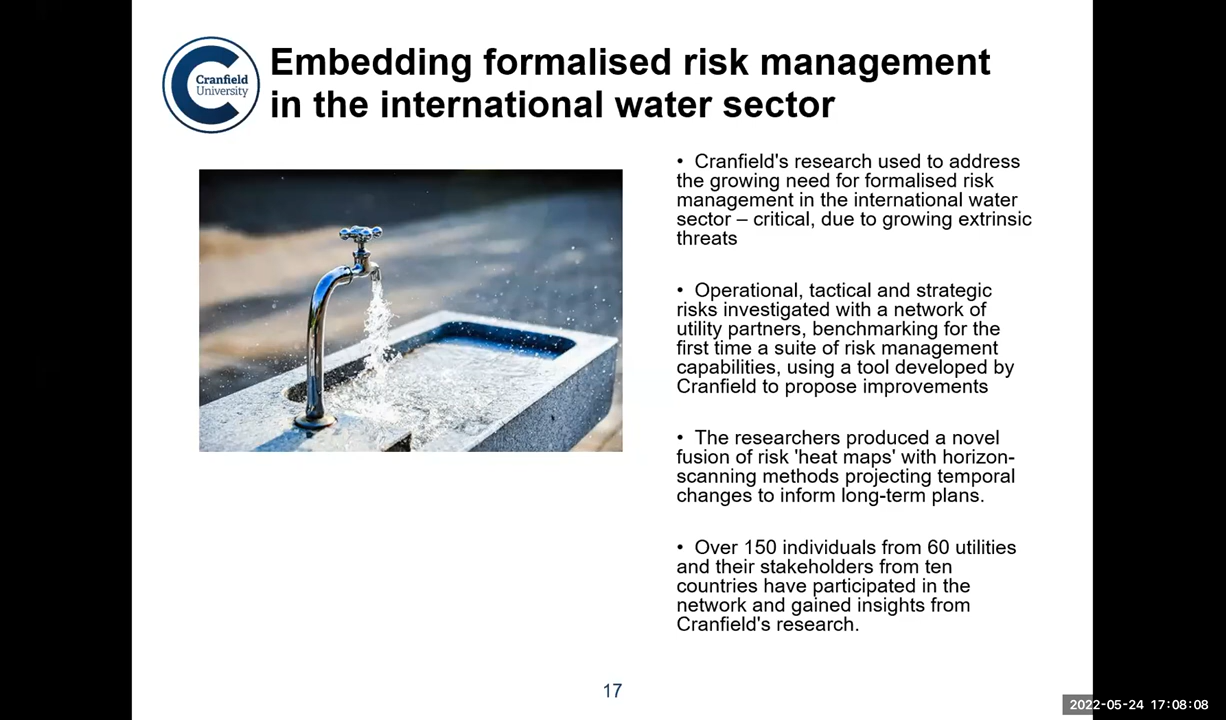 Cranfield
University
Embedding formalised risk management
in the international water sector
• Cranfield's research used to address
the growing need for formalised risk
management in the international water
sector – critical, due to growing extrinsic
threats
• Operational, tactical and strategic
risks investigated with a network of
utility partners, benchmarking for the
first time a suite of risk management
capabilities, using a tool developed by
Cranfield to propose improvements
• The researchers produced a novel
fusion of risk 'heat maps' with horizon-
scanning methods projecting temporal
changes to inform long-term plans.
• Over 150 individuals from 60 utilities
and their stakeholders from ten
countries have participated in the
network and gained insights from
Cranfield's research.
17
2022-05-24 17:08:08